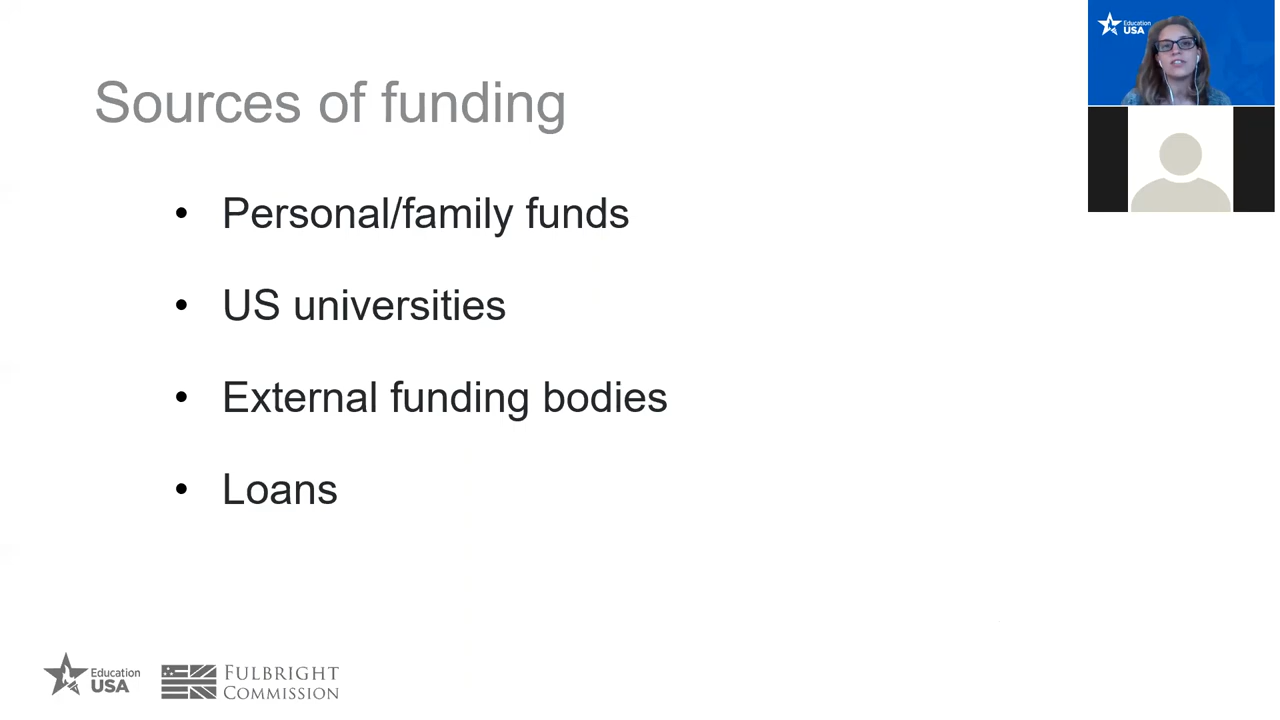 Education
USA
Sources of funding
• Personal/family funds
• US universities
• External funding bodies
• Loans
Education
USA
FULBRIGHT
COMMISSION